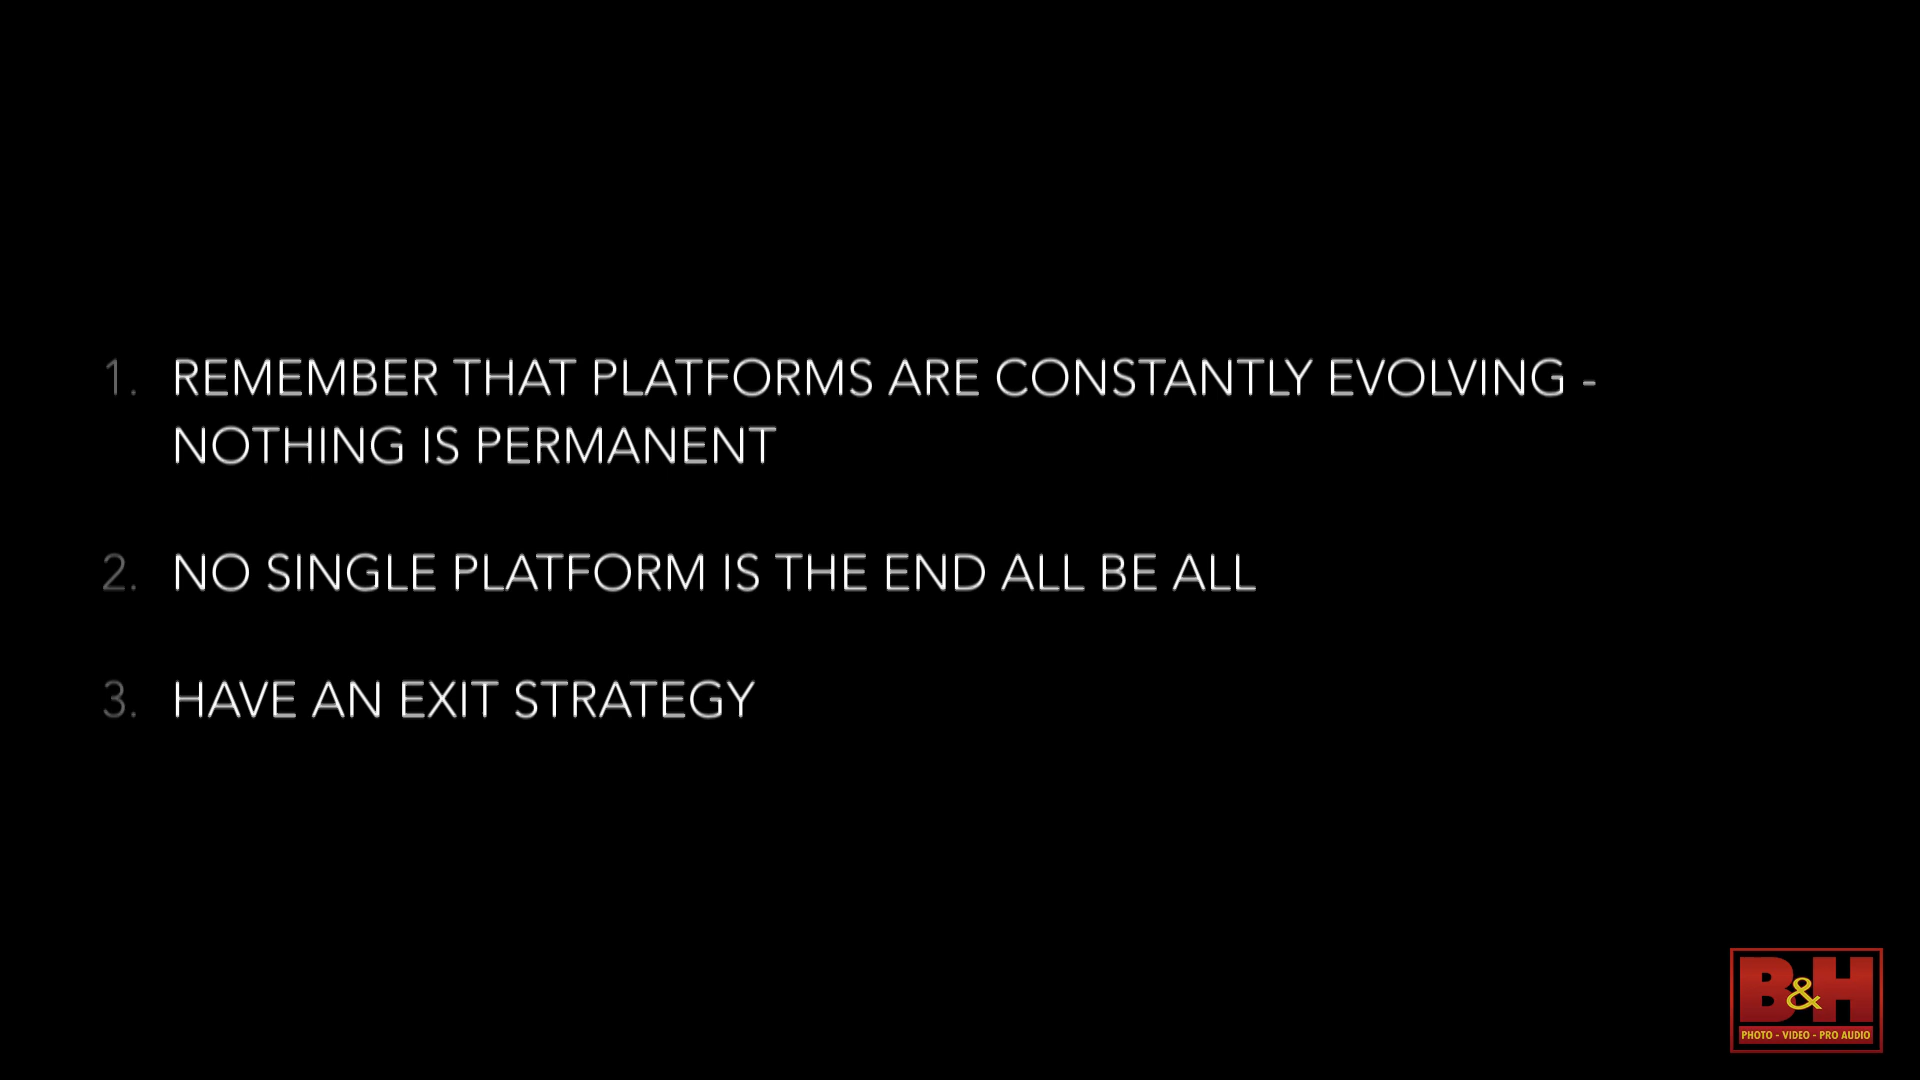 1. REMEMBER THAT PLATFORMS ARE CONSTANTLY EVOLVING -
NOTHING IS PERMANENT
2. NO SINGLE PLATFORM IS THE END ALL BE ALL
3. HAVE AN EXIT STRATEGY
B&H
PHOTO - VIDEO - PRO AUDIO